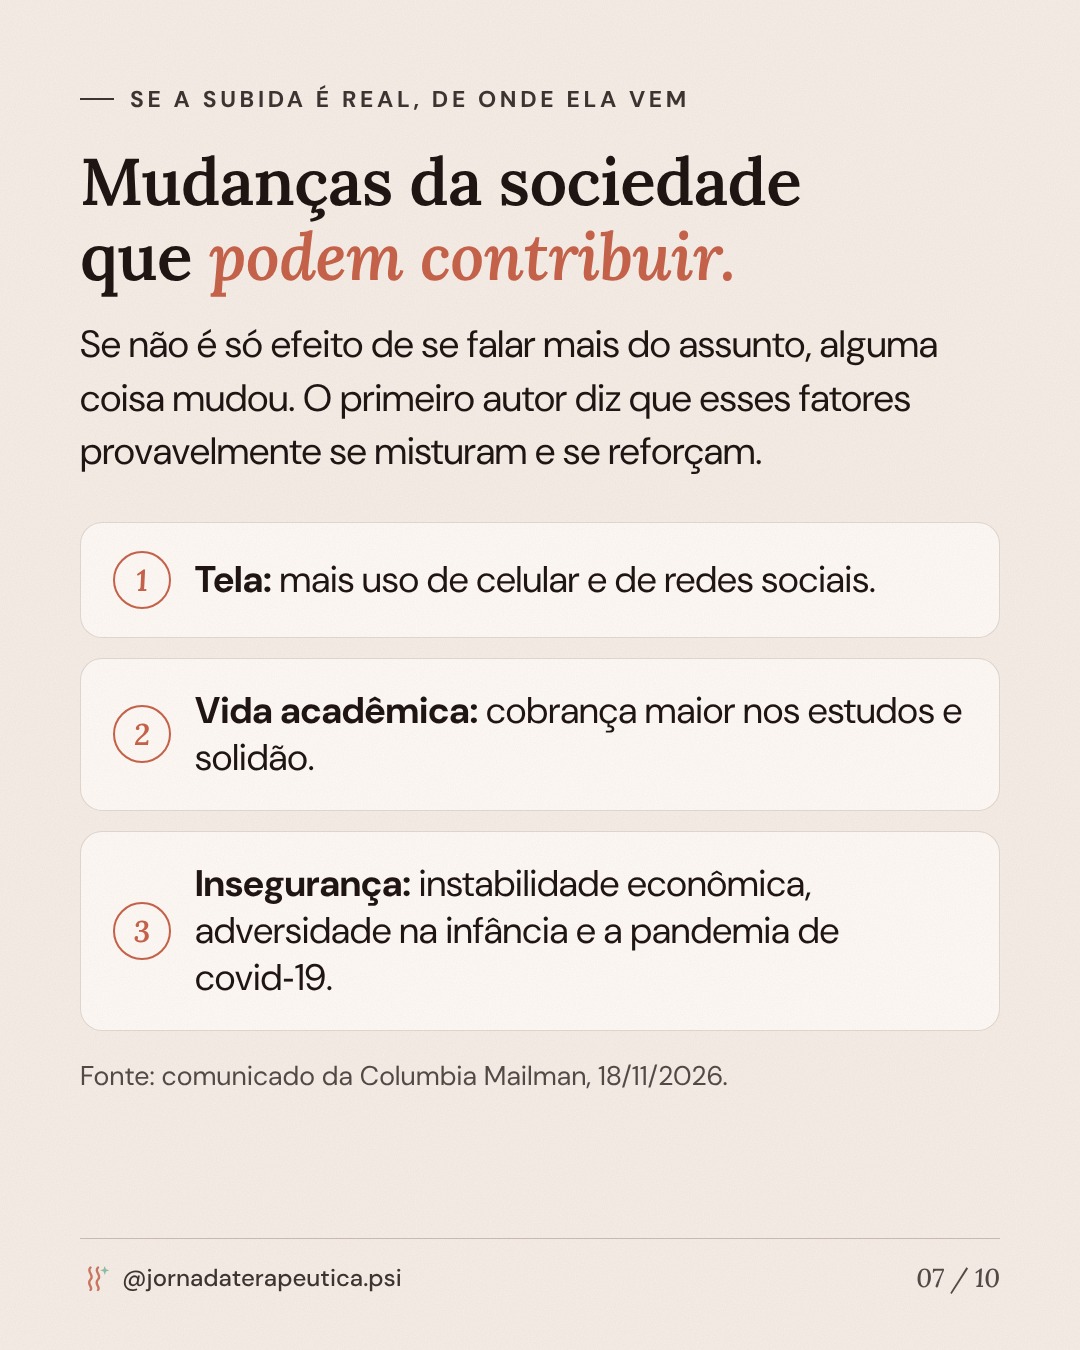 SE A SUBIDA É REAL, DE ONDE ELA VEM
Mudanças da sociedade
que podem contribuir.
Se não é só efeito de se falar mais do assunto, alguma
coisa mudou. O primeiro autor diz que esses fatores
provavelmente se misturam e se reforçam.
1 Tela: mais uso de celular e de redes sociais.
2 Vida acadêmica: cobrança maior nos estudos e
solidão.
3 Insegurança: instabilidade econômica,
adversidade na infância e a pandemia de
covid-19.
Fonte: comunicado da Columbia Mailman, 18/11/2026.
@jornadaterapeutica.psi
07 / 10